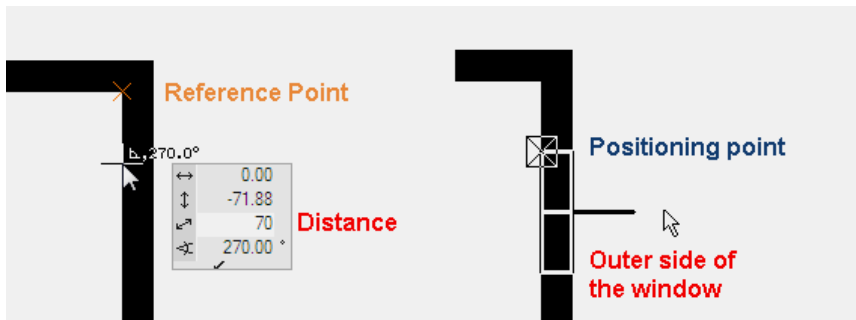 Reference Point
,270.0°
0.00
-71.88
70
Distance
270.00 °
Positioning point
Outer side of
the window